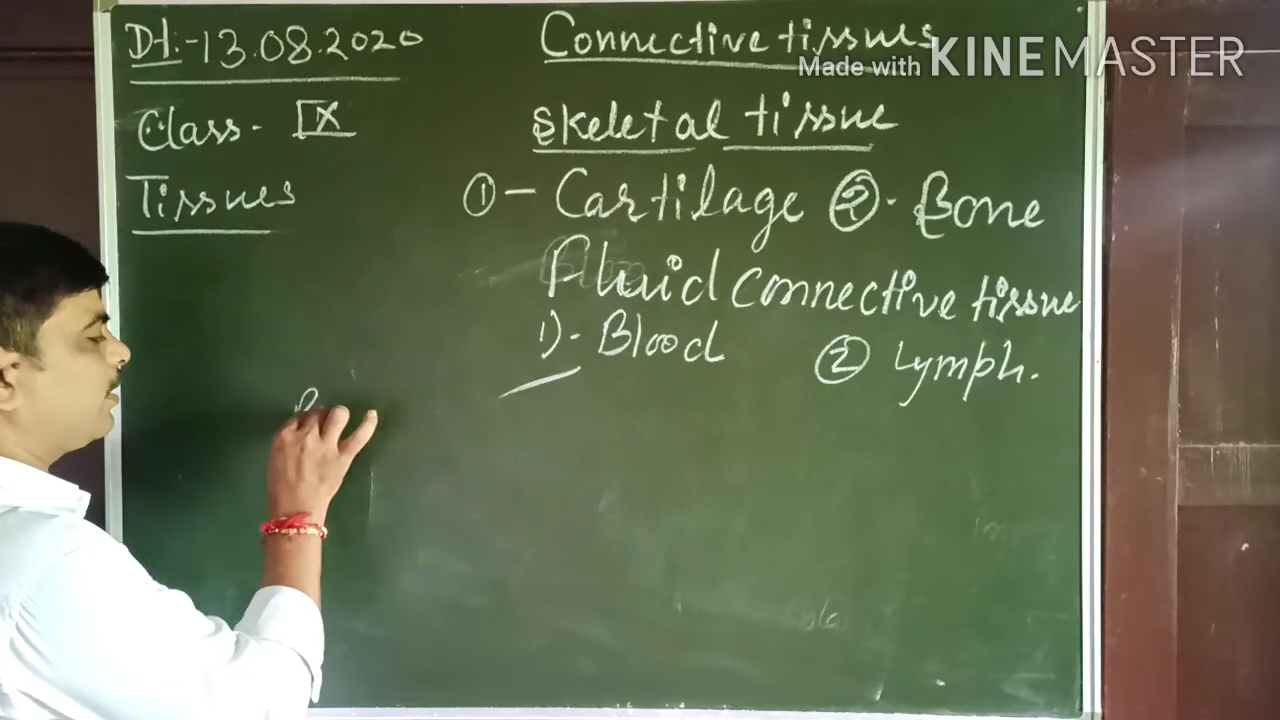 Dt:-13.08.2020
Class- IX
Tissues
Connective tissues
Made with KINEMASTER
Skeletal tissue
① - Cartilage ②. Bone
Fluid connective tissue
1)- Blood ② Lymph.